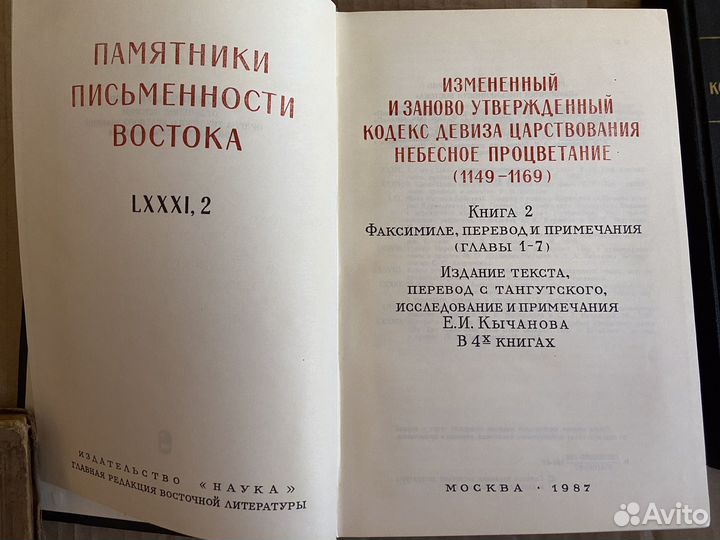 ПАМЯТНИКИ
ПИСЬМЕННОСТИ
ВОСТОКА
LXXXI, 2
ИЗДАТЕЛЬСТВО «НАУКА»
ГЛАВНАЯ РЕДАКЦИЯ ВОСТОЧНОЙ ЛИТЕРАТУРЫ
ИЗМЕНЕННЫЙ
И ЗАНОВО УТВЕРЖДЕННЫЙ
КОДЕКС ДЕВИЗА ЦАРСТВОВАНИЯ
НЕБЕСНОЕ ПРОЦВЕТАНИЕ
(1149–1169)
Книга 2
Факсимиле, перевод и примечания
(главы 1-7)
Издание текста,
перевод с тангутского,
исследование и примечания
Е.И. Кычанова
В 4х книгах
МОСКВА · 1987
Avito